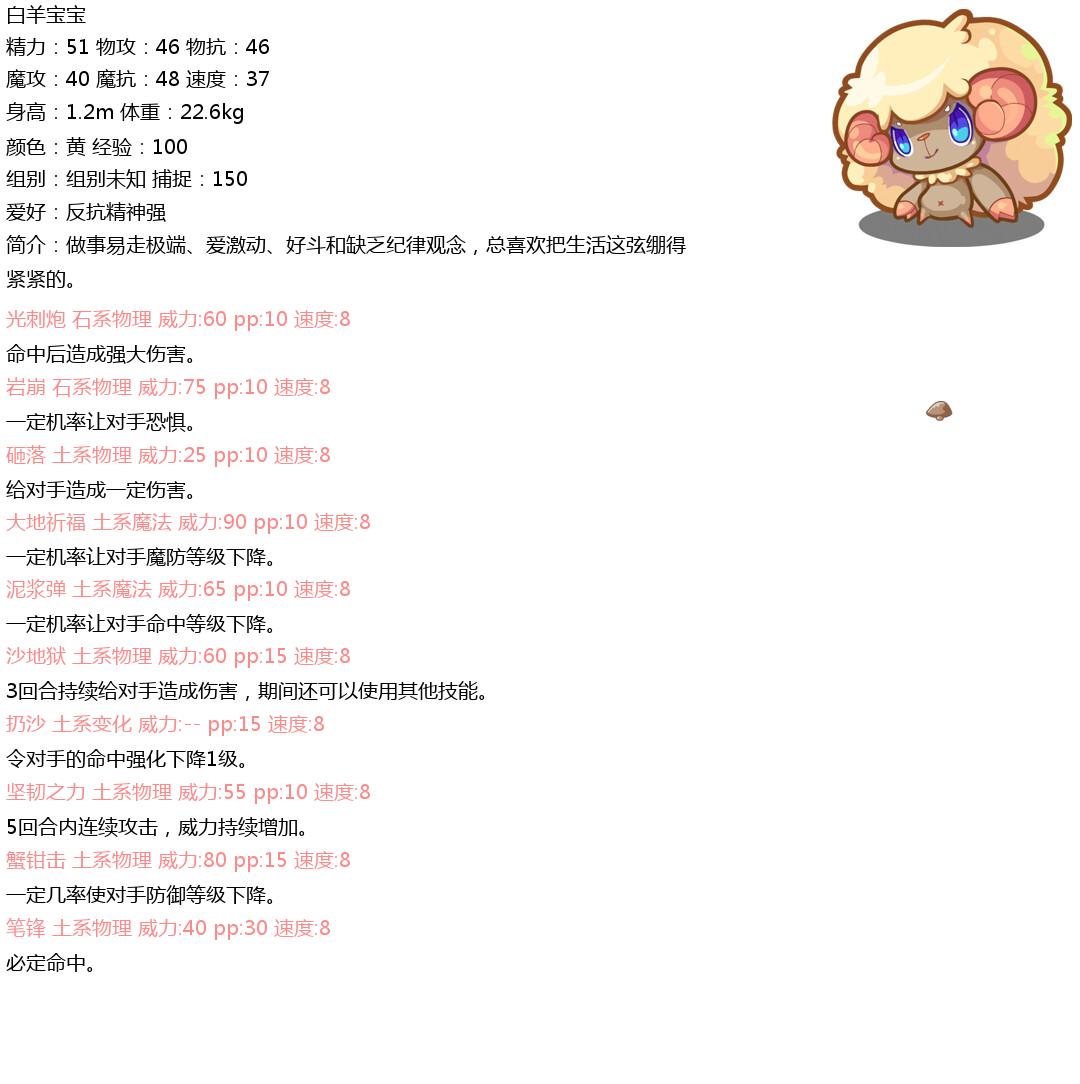 白羊宝宝
精力：51 物攻：46 物抗：46
魔攻：40 魔抗：48 速度：37
身高：1.2m 体重：22.6kg
颜色：黄 经验：100
组别：组别未知 捕捉：150
爱好：反抗精神强
简介：做事易走极端、爱激动、好斗和缺乏纪律观念，总喜欢把生活这弦绷得
紧紧的。
光刺炮 石系物理 威力:60 pp:10 速度:8
命中后造成强大伤害。
岩崩 石系物理 威力:75 pp:10 速度:8
一定机率让对手恐惧。
砸落 土系物理 威力:25 pp:10 速度:8
给对手造成一定伤害。
大地祈福 土系魔法 威力:90 pp:10 速度:8
一定机率让对手魔防等级下降。
泥浆弹 土系魔法 威力:65 pp:10 速度:8
一定机率让对手命中等级下降。
沙地狱 土系物理 威力:60 pp:15 速度:8
3回合持续给对手造成伤害，期间还可以使用其他技能。
扔沙 土系变化 威力:-- pp:15 速度:8
令对手的命中强化下降1级。
坚韧之力 土系物理 威力:55 pp:10 速度:8
5回合内连续攻击，威力持续增加。
蟹钳击 土系物理 威力:80 pp:15 速度:8
一定几率使对手防御等级下降。
笔锋 土系物理 威力:40 pp:30 速度:8
必定命中。